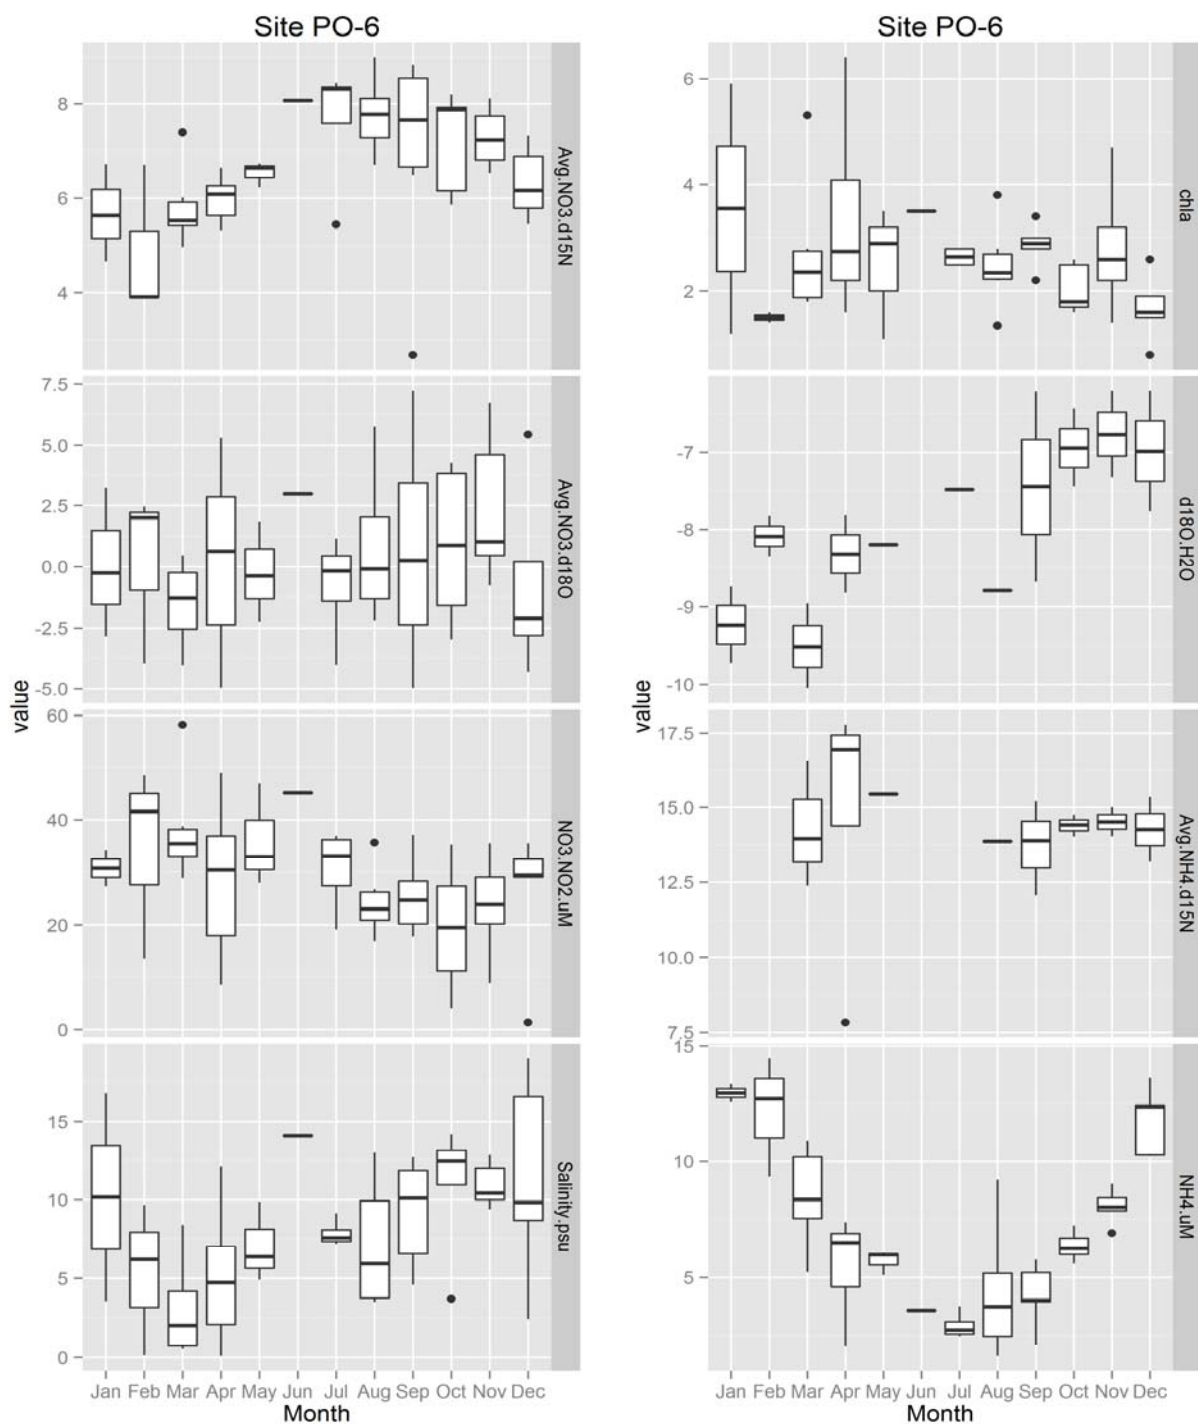 Site PO-6
8
6
4
Avg.NO3.d15N
7.5
5.0
2.5
0.0
-2.5
-5.0
Avg.NO3.d18O
60
40
20
0
NO3.NO2.uM
15
10
5
0
Salinity.psu
value
Jan Feb Mar Apr May Jun Jul Aug Sep Oct Nov Dec
Month
Site PO-6
6
4
2
chla
-7
-8
-9
-10
d18O.H2O
17.5
15.0
12.5
10.0
7.5
Avg.NH4.d15N
15
10
5
NH4.uM
value
Jan Feb Mar Apr May Jun Jul Aug Sep Oct Nov Dec
Month